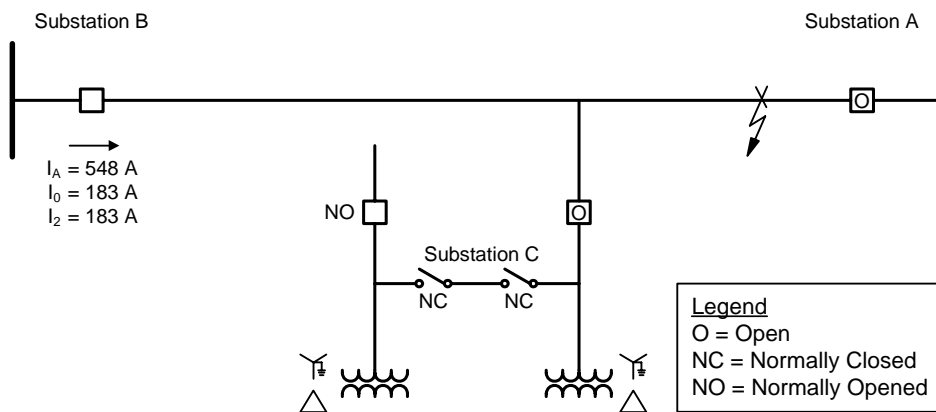 Substation B
Substation A
O
I_A = 548 A
I_0 = 183 A
I_2 = 183 A
NO
O
Substation C
NC
NC
Legend
O = Open
NC = Normally Closed
NO = Normally Opened